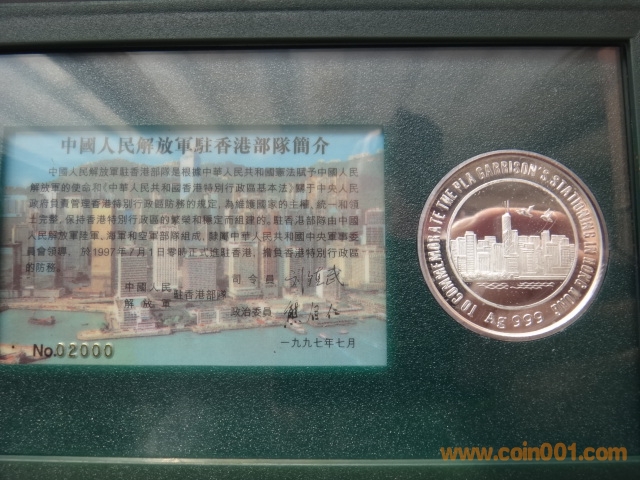 中國人民解放軍駐香港部隊簡介
中國人民解放軍駐香港部隊是根據中華人民共和國憲法賦予中國人民
解放軍的使命和《中華人民共和國香港特別行政區基本法》關于中央人民
政府負責管理香港特別行政區防務的規定，為維護國家的主權、統一和領
土完整，保持香港特別行政區的繁榮和穩定而組建的。駐香港部隊由中國
人民解放軍陸軍、海軍和空軍部隊組成，隸屬中華人民共和國中央軍事委
員會領導，於1997年7月1日零時正式進駐香港，擔負香港特別行政區
的防務。
中國人民
解放軍
駐香港部隊
司令員 劉鎮武
政治委員 熊自仁
一九九七年七月
No.02000
TO COMMEMORATE THE PLA GARRISON'S STATIONING IN HONG KONG
AG 999
www.coin001.com